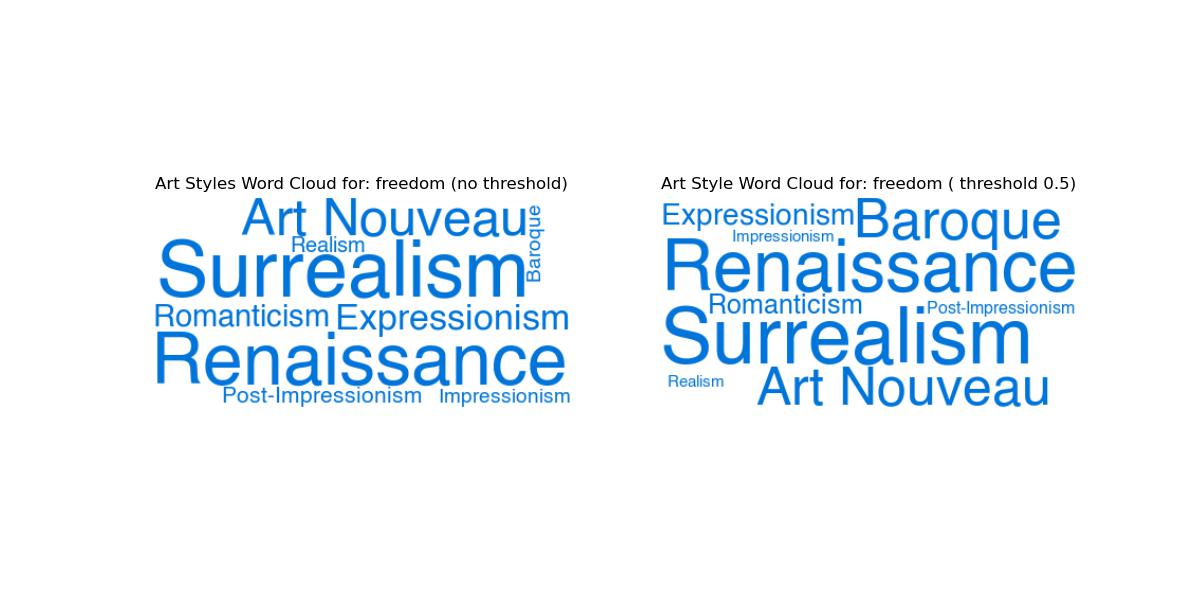 Art Styles Word Cloud for: freedom (no threshold)
Art Nouveau
Baroque
Realism
Surrealism
Romanticism Expressionism
Renaissance
Post-Impressionism Impressionism
Art Style Word Cloud for: freedom ( threshold 0.5)
Expressionism Baroque
Impressionism
Renaissance
Romanticism Post-Impressionism
Surrealism
Realism Art Nouveau